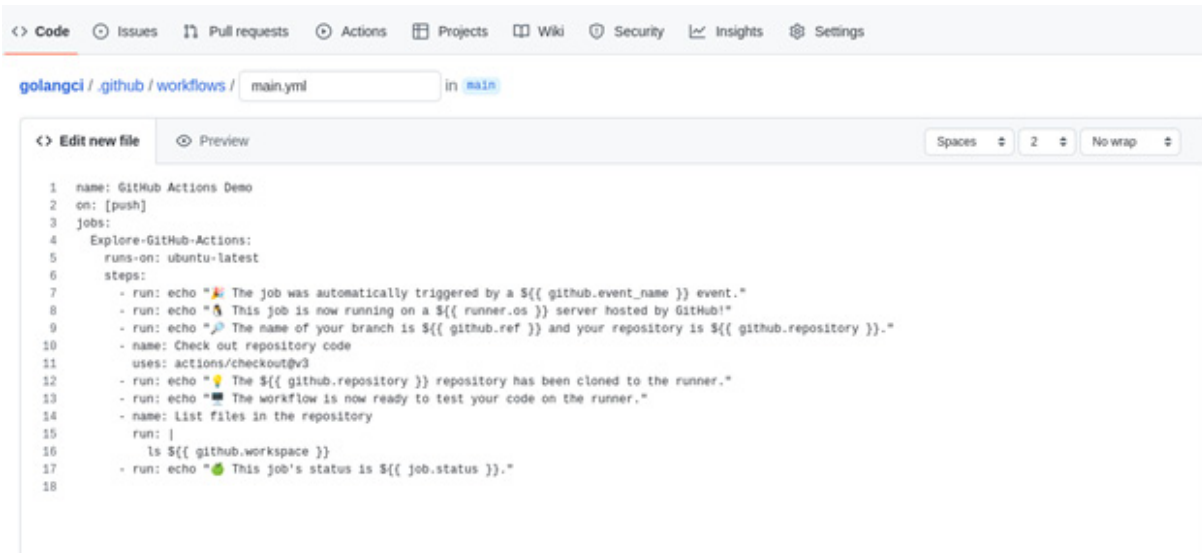 <> Code Issues Pull requests Actions Projects Wiki Security Insights Settings
golangci / .github / workflows / main.yml in main
<> Edit new file Preview Spaces 2 No wrap
1 name: GitHub Actions Demo
2 on: [push]
3 jobs:
4   Explore-GitHub-Actions:
5     runs-on: ubuntu-latest
6     steps:
7       - run: echo "🎉 The job was automatically triggered by a ${{ github.event_name }} event."
8       - run: echo "🐧 This job is now running on a ${{ runner.os }} server hosted by GitHub!"
9       - run: echo "🔎 The name of your branch is ${{ github.ref }} and your repository is ${{ github.repository }}."
10       - name: Check out repository code
11         uses: actions/checkout@v3
12       - run: echo "💡 The ${{ github.repository }} repository has been cloned to the runner."
13       - run: echo "🖥️ The workflow is now ready to test your code on the runner."
14       - name: List files in the repository
15         run: |
16           ls ${{ github.workspace }}
17       - run: echo "🍏 This job's status is ${{ job.status }}."
18